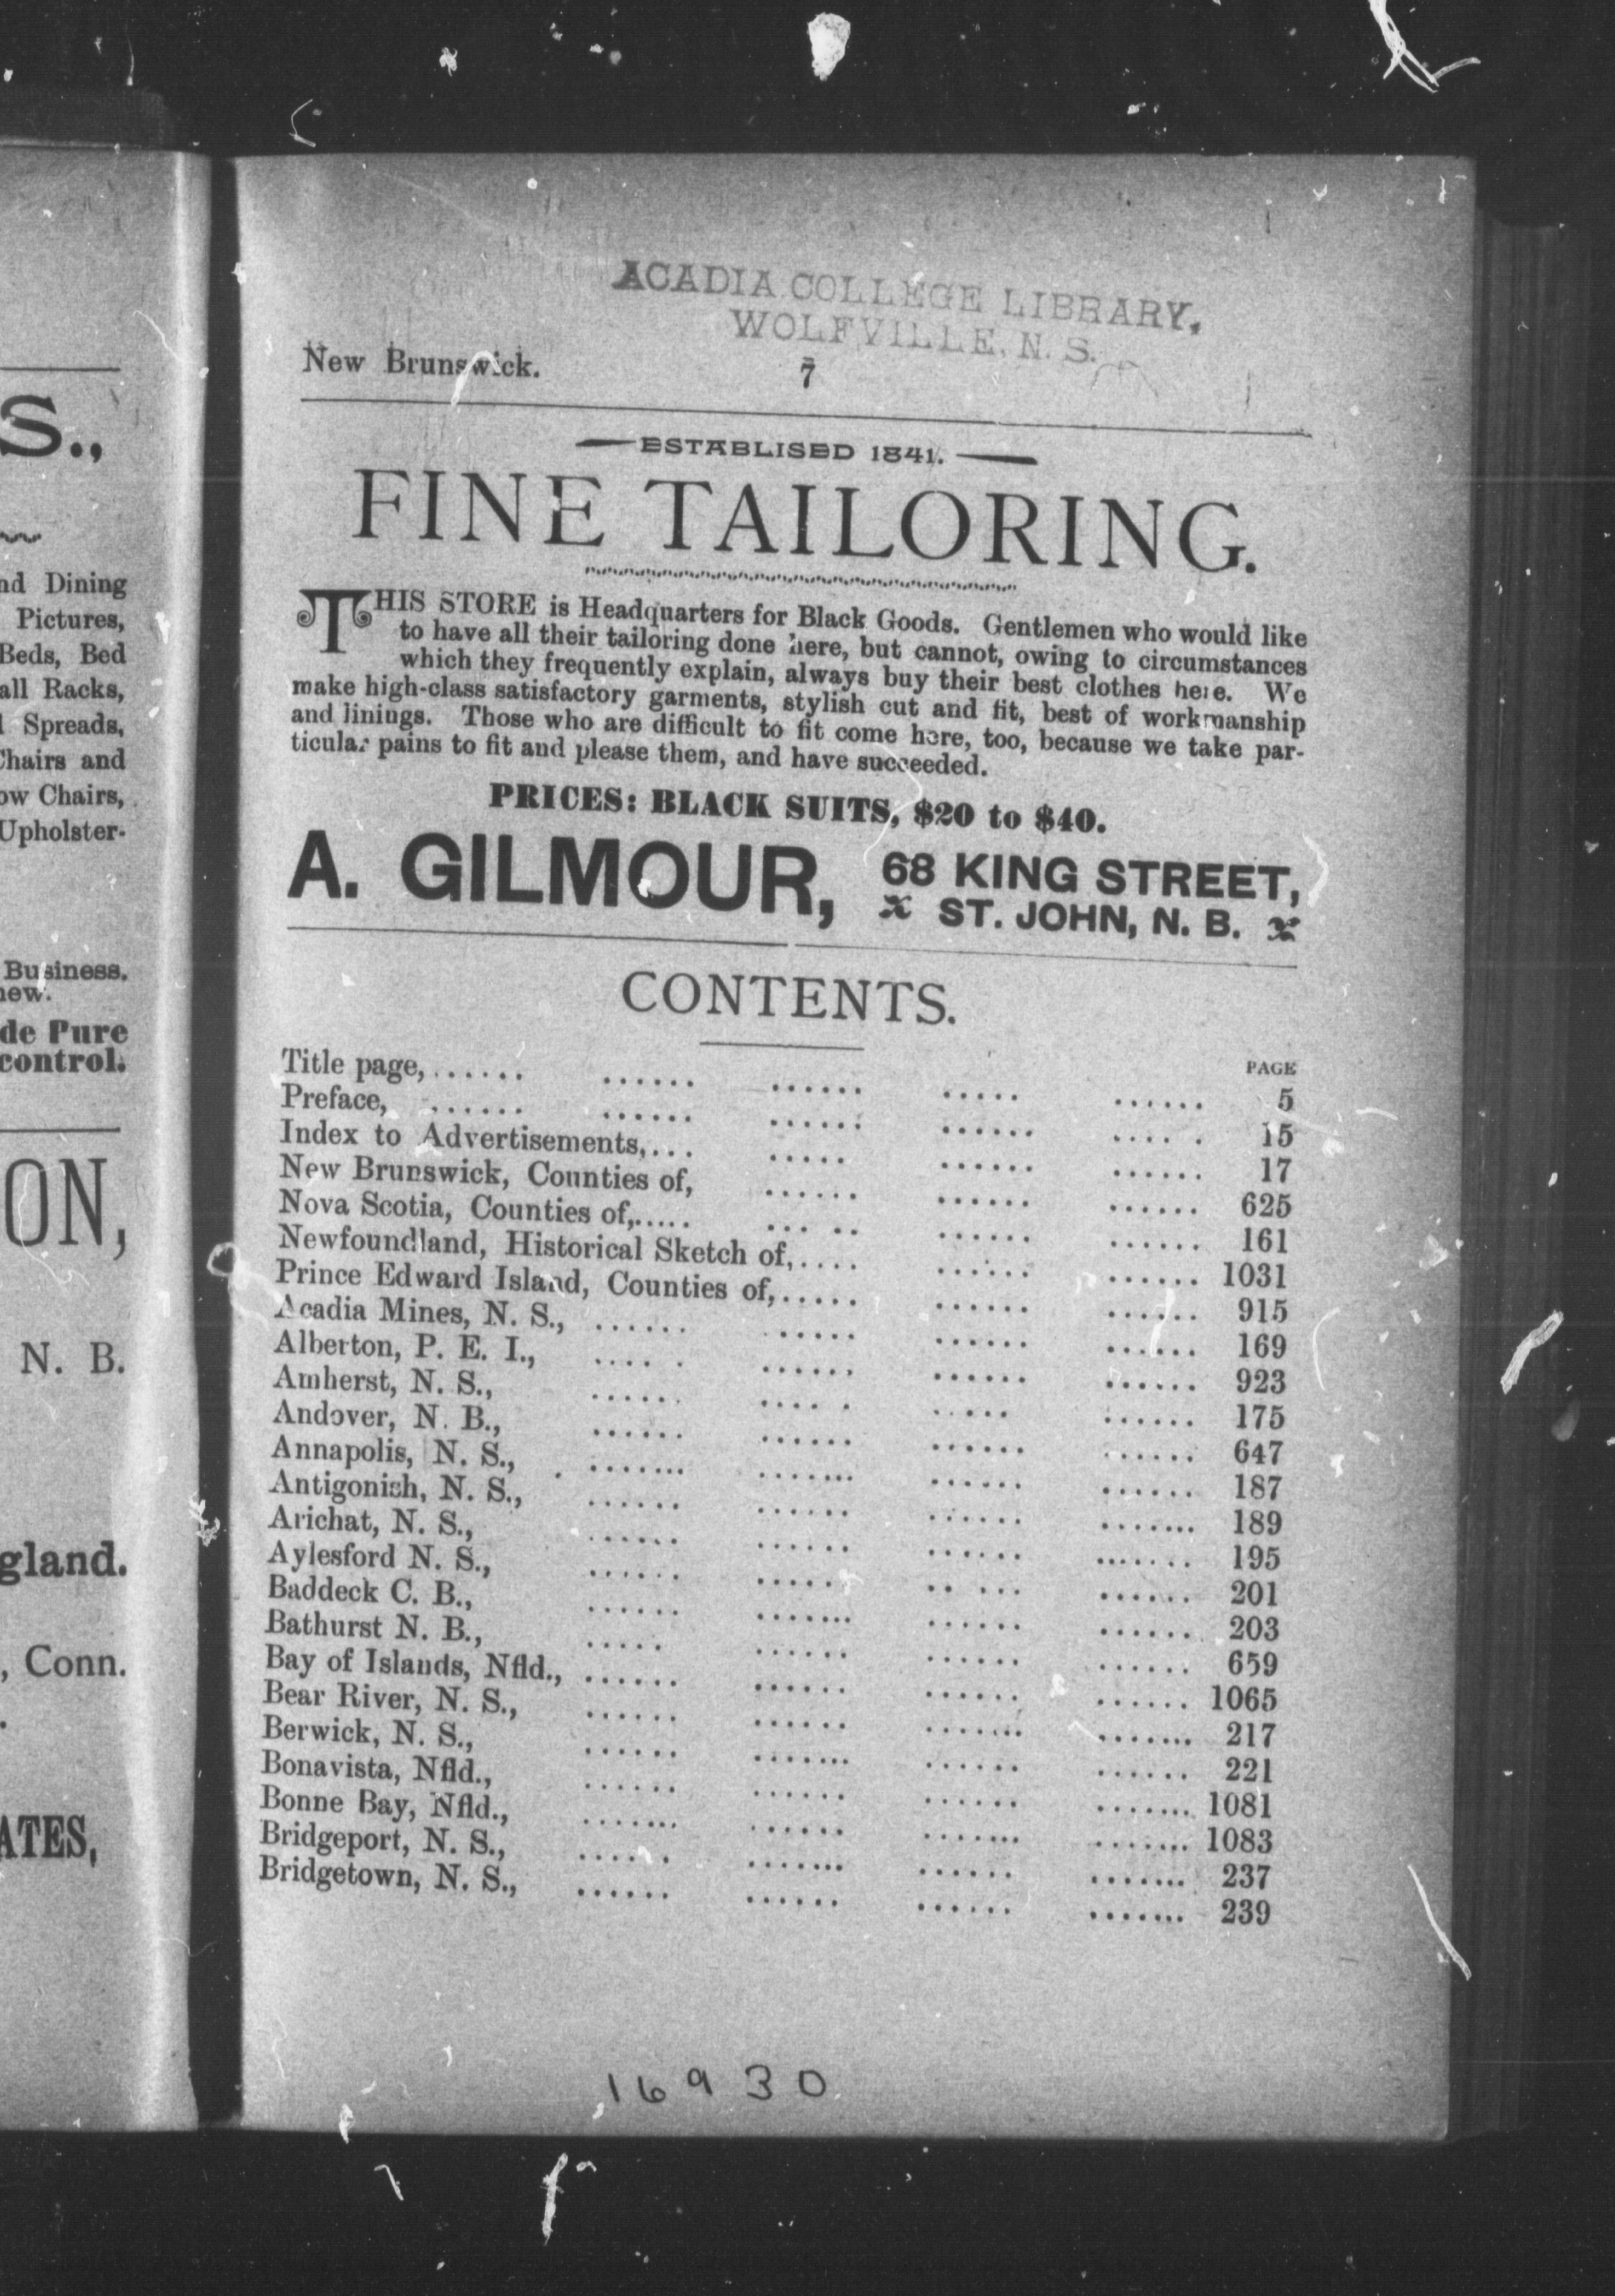 S.,
nd Dining
Pictures,
Beds, Bed
all Racks,
Spreads,
Chairs and
ow Chairs,
Upholster-
Business.
new.
de Pure
control.
ON,
N. B.
gland.
, Conn.
ATES,
ACADIA COLLEGE LIBRARY,
WOLFVILLE, N. S.
New Brunswick. 7
ESTABLISED 1841.
FINE TAILORING.
THIS STORE is Headquarters for Black Goods. Gentlemen who would like
to have all their tailoring done here, but cannot, owing to circumstances
which they frequently explain, always buy their best clothes here. We
make high-class satisfactory garments, stylish cut and fit, best of workmanship
and linings. Those who are difficult to fit come here, too, because we take par-
ticular pains to fit and please them, and have succeeded.
PRICES: BLACK SUITS, $20 to $40.
A. GILMOUR, 68 KING STREET,
ST. JOHN, N. B.
CONTENTS.
PAGE
Title page, ...... 5
Preface, ...... 15
Index to Advertisements, ...... 17
New Brunswick, Counties of, ...... 625
Nova Scotia, Counties of, ...... 161
Newfoundland, Historical Sketch of, ...... 1031
Prince Edward Island, Counties of, ...... 915
Acadia Mines, N. S., ...... 169
Alberton, P. E. I., ...... 923
Amherst, N. S., ...... 175
Andover, N. B., ...... 647
Annapolis, N. S., ...... 187
Antigonish, N. S., ...... 189
Arichat, N. S., ...... 195
Aylesford N. S., ...... 201
Baddeck C. B., ...... 203
Bathurst N. B., ...... 659
Bay of Islands, Nfld., ...... 1065
Bear River, N. S., ...... 217
Berwick, N. S., ...... 221
Bonavista, Nfld., ...... 1081
Bonne Bay, Nfld., ...... 1083
Bridgeport, N. S., ...... 237
Bridgetown, N. S., ...... 239
16930